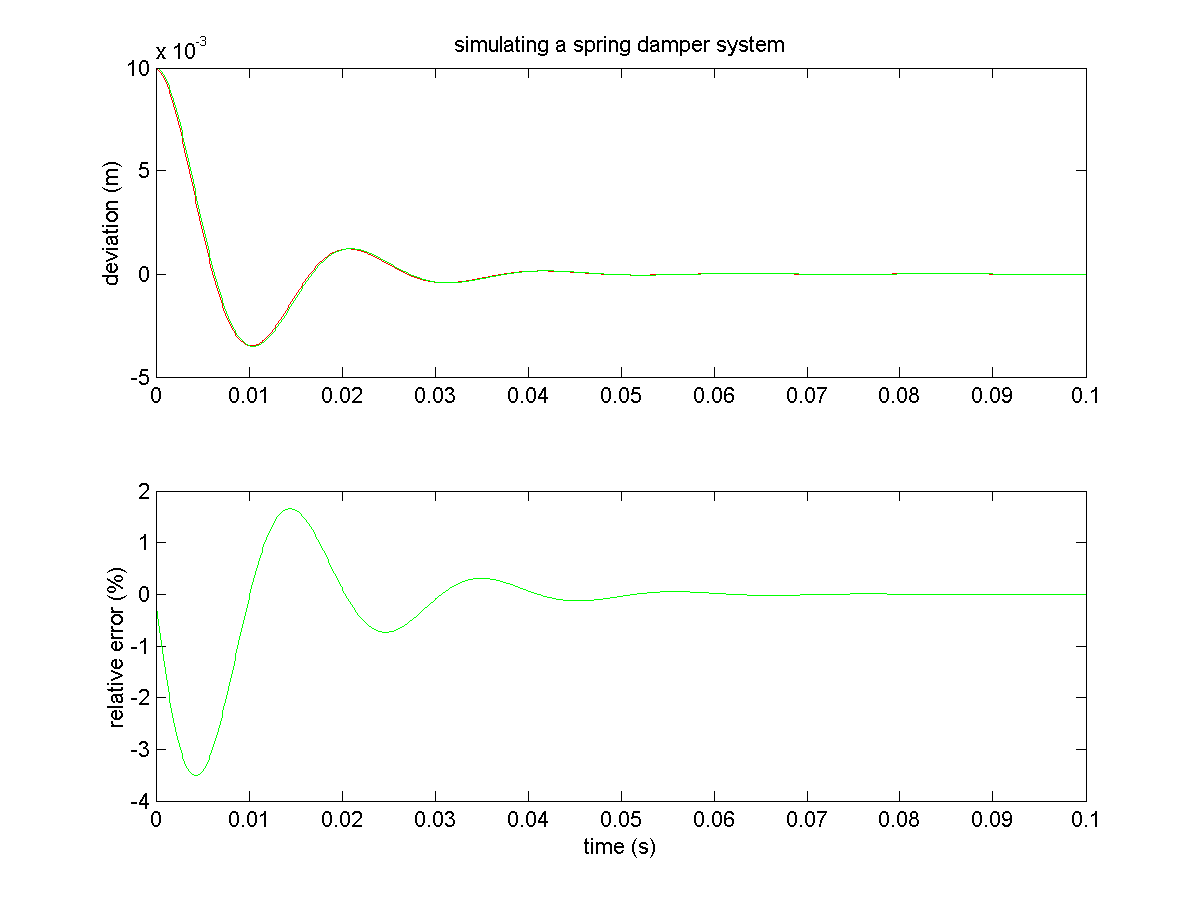 simulating a spring damper system
x 10-3
10
5
0
-5
deviation (m)
0 0.01 0.02 0.03 0.04 0.05 0.06 0.07 0.08 0.09 0.1
2
1
0
-1
-2
-3
-4
relative error (%)
0 0.01 0.02 0.03 0.04 0.05 0.06 0.07 0.08 0.09 0.1
time (s)